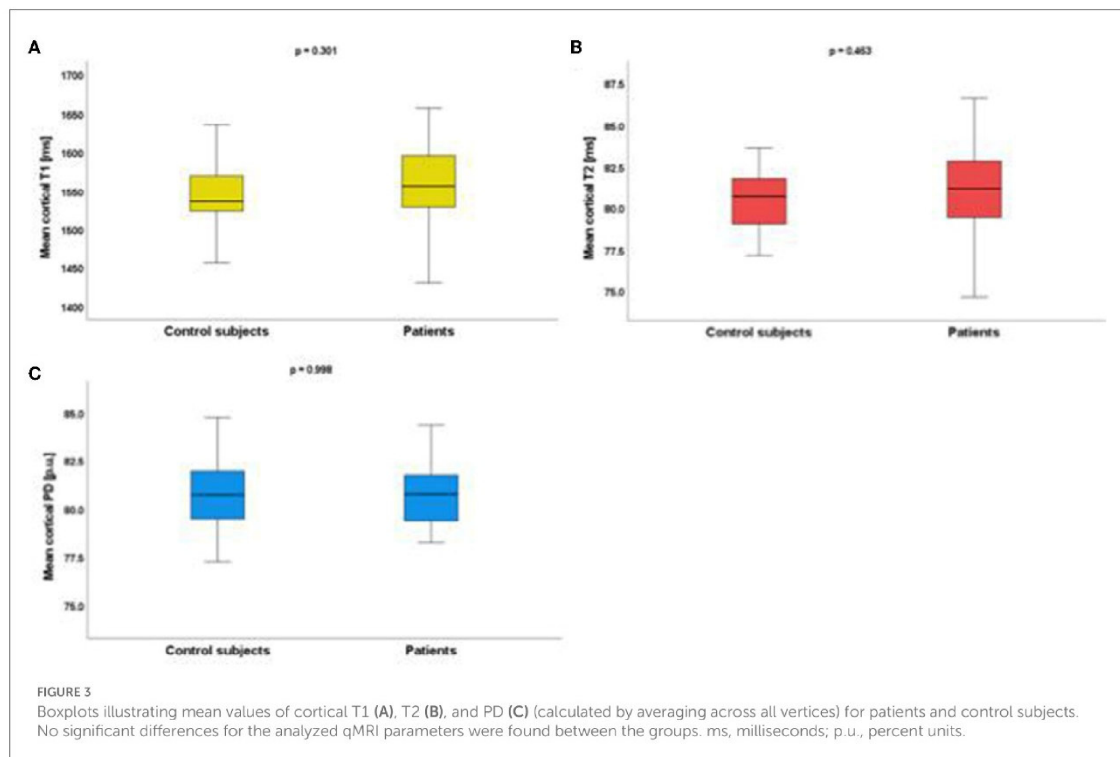 A
p = 0.301
Mean cortical T1 [ms]
1700
1650
1600
1550
1500
1450
1400
Control subjects
Patients
B
p = 0.463
Mean cortical T2 [ms]
87.5
85.0
82.5
80.0
77.5
75.0
Control subjects
Patients
C
p = 0.998
Mean cortical PD [p.u.]
85.0
82.5
80.0
77.5
75.0
Control subjects
Patients
FIGURE 3
Boxplots illustrating mean values of cortical T1 (A), T2 (B), and PD (C) (calculated by averaging across all vertices) for patients and control subjects.
No significant differences for the analyzed qMRI parameters were found between the groups. ms, milliseconds; p.u., percent units.